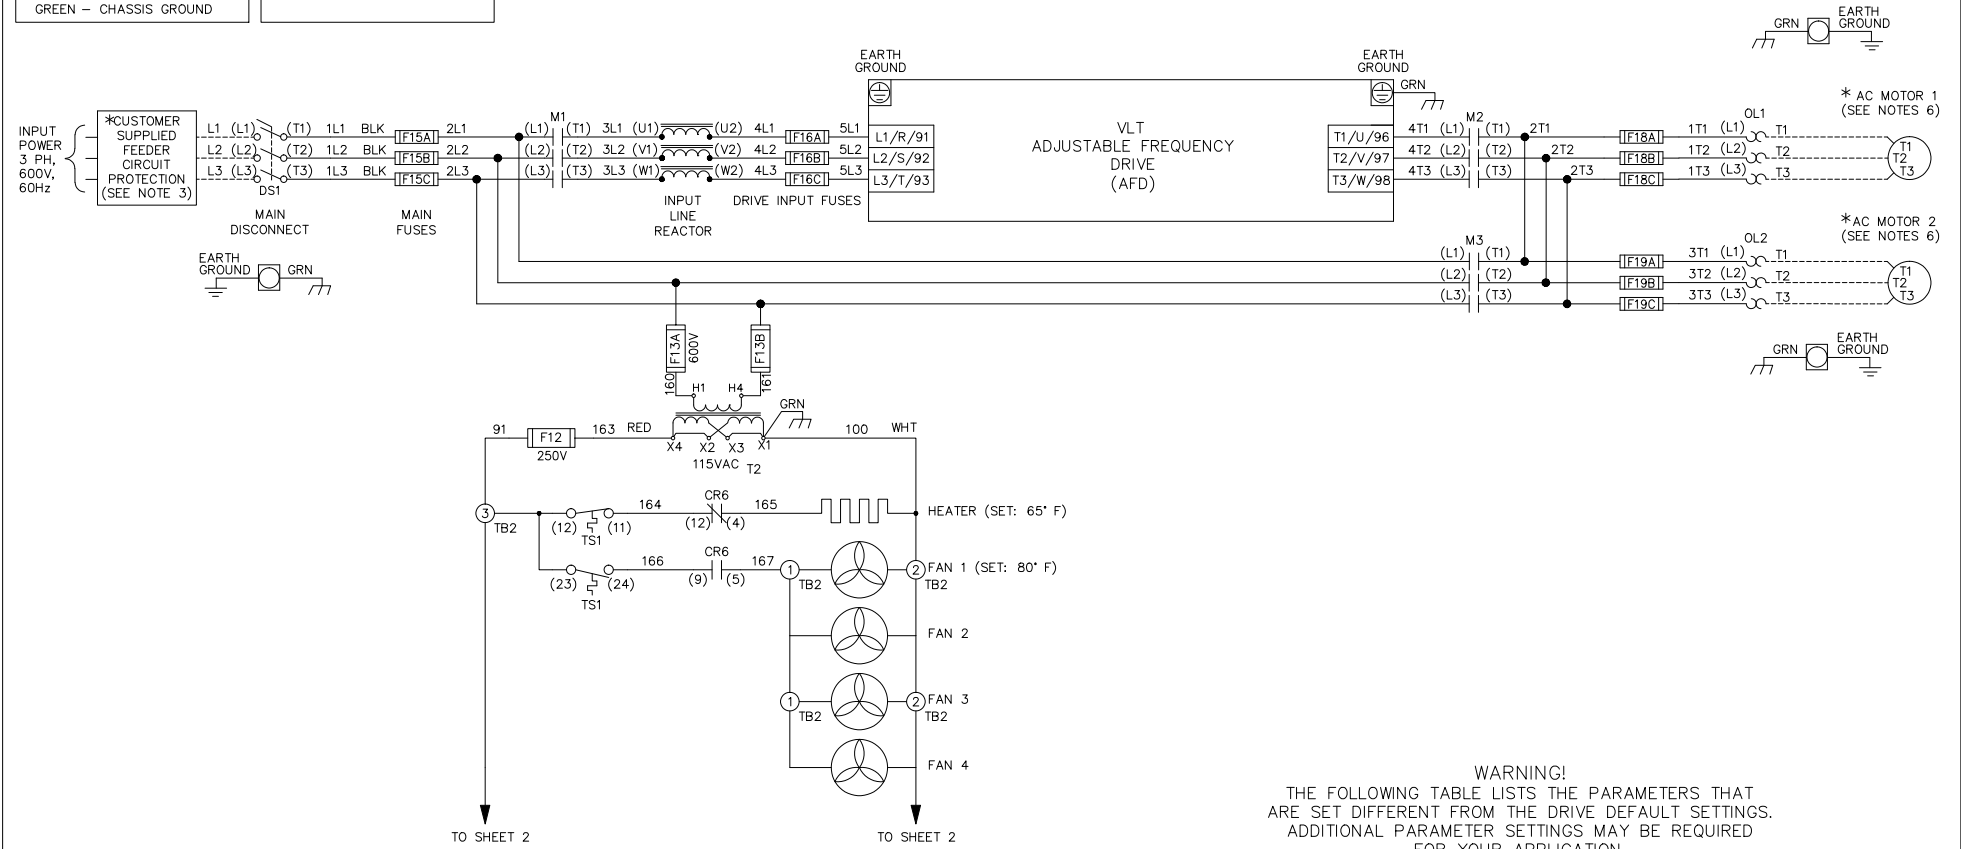 GREEN – CHASSIS GROUND
GRN
EARTH
GROUND
EARTH
GROUND
EARTH
GROUND
GRN
INPUT
POWER
3 PH,
600V,
60Hz
*CUSTOMER
SUPPLIED
FEEDER
CIRCUIT
PROTECTION
(SEE NOTE 3)
L1 (L1) (T1) 1L1 BLK F15A 2L1 (L1) M1 (T1) 3L1 (U1) (U2) 4L1 F16A 5L1 L1/R/91
L2 (L2) (T2) 1L2 BLK F15B 2L2 (L2) (T2) 3L2 (V1) (V2) 4L2 F16B 5L2 L2/S/92
L3 (L3) (T3) 1L3 BLK F15C 2L3 (L3) (T3) 3L3 (W1) (W2) 4L3 F16C 5L3 L3/T/93
DS1
MAIN
DISCONNECT
MAIN
FUSES
INPUT
LINE
REACTOR
DRIVE INPUT FUSES
VLT
ADJUSTABLE FREQUENCY
DRIVE
(AFD)
T1/U/96 4T1 (L1) M2 (T1) 2T1 F18A 1T1 (L1) OL1 T1
T2/V/97 4T2 (L2) (T2) 2T2 F18B 1T2 (L2) T2
T3/W/98 4T3 (L3) (T3) 2T3 F18C 1T3 (L3) T3
* AC MOTOR 1
(SEE NOTES 6)
T1
T2
T3
*AC MOTOR 2
(SEE NOTES 6)
M3
OL2
(L1) (T1) F19A 3T1 (L1) T1
(L2) (T2) F19B 3T2 (L2) T2
(L3) (T3) F19C 3T3 (L3) T3
T1
T2
T3
EARTH
GROUND
GRN
GRN
EARTH
GROUND
F13A
600V
F13B
160
161
H1 H4
GRN
91 F12 163 RED
250V
X4 X2 X3 X1
100 WHT
115VAC T2
3
TB2
(12) (11)
TS1
164
CR6
(12) (4)
165
HEATER (SET: 65° F)
(23) (24)
TS1
166
CR6
(9) (5)
167
1
TB2
2
TB2
FAN 1 (SET: 80° F)
FAN 2
1
TB2
2
TB2
FAN 3
FAN 4
TO SHEET 2
TO SHEET 2
WARNING!
THE FOLLOWING TABLE LISTS THE PARAMETERS THAT
ARE SET DIFFERENT FROM THE DRIVE DEFAULT SETTINGS.
ADDITIONAL PARAMETER SETTINGS MAY BE REQUIRED
FOR YOUR APPLICATION